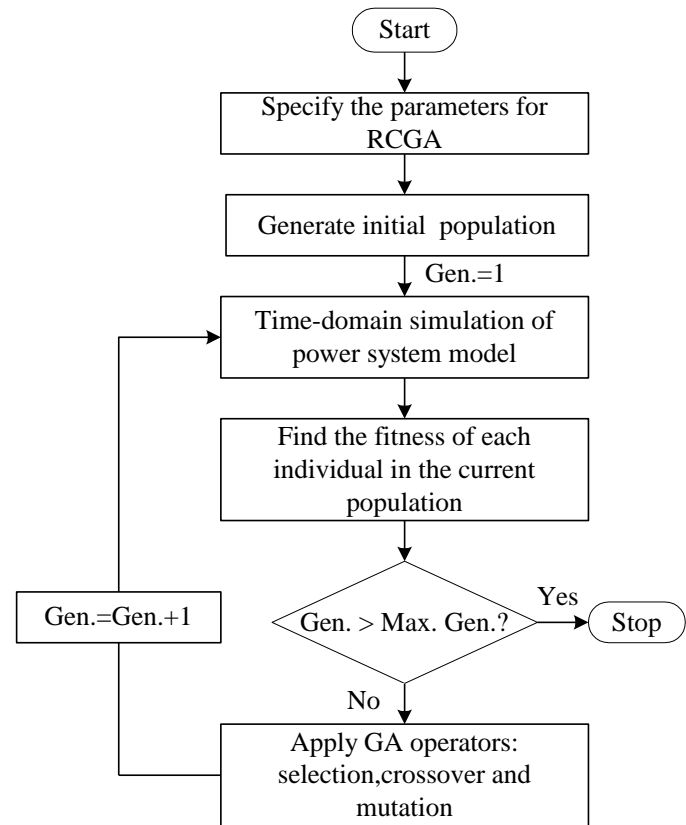 Start
Specify the parameters for
RCGA
Generate initial population
Gen.=1
Time-domain simulation of
power system model
Find the fitness of each
individual in the current
population
Gen.=Gen.+1
Gen. > Max. Gen.?
Yes
Stop
No
Apply GA operators:
selection,crossover and
mutation